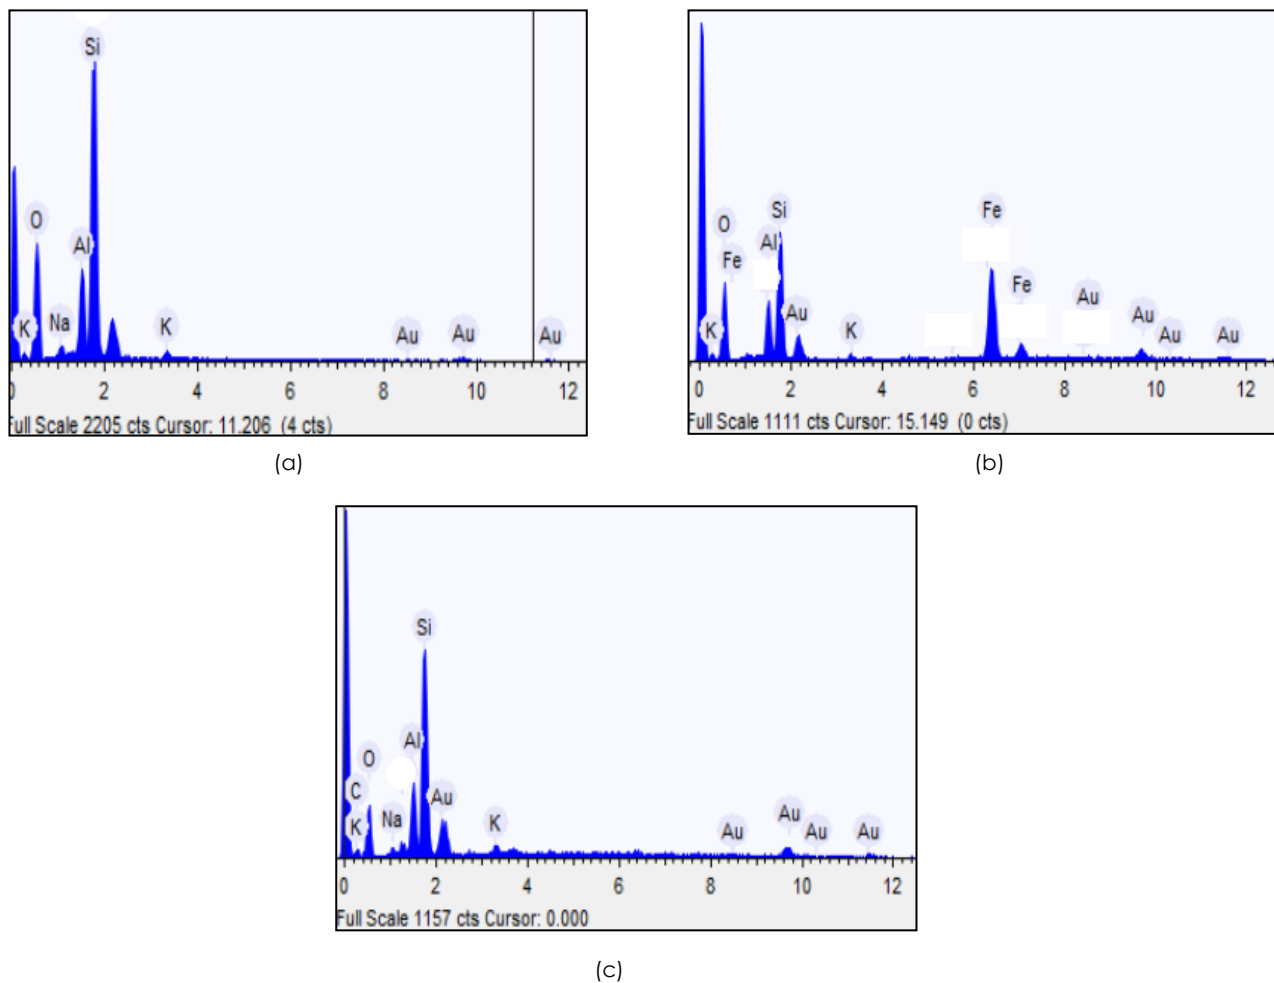 Si
O
Al
K
Na
K
Au
Au
Au
0 2 4 6 8 10 12
Full Scale 2205 cts Cursor: 11.206 (4 cts)
(a)
Si
Fe
O
Al
Fe
Fe
Au
Au
Au
K
K
Au
Au
0 2 4 6 8 10 12
Full Scale 1111 cts Cursor: 15.149 (0 cts)
(b)
Si
Al
O
C
Au
K
Na
K
Au
Au
Au
Au
0 2 4 6 8 10 12
Full Scale 1157 cts Cursor: 0.000
(c)